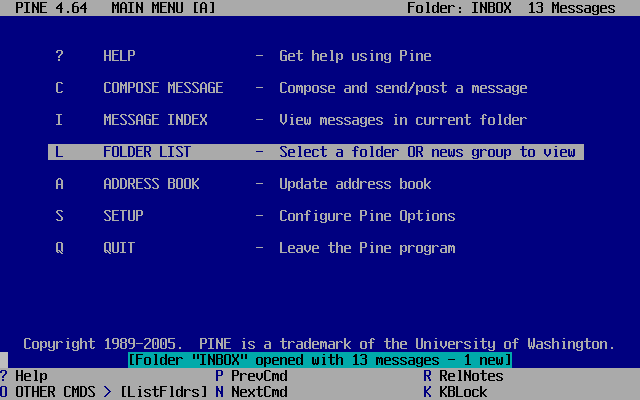 PINE 4.64 MAIN MENU [A] Folder: INBOX 13 Messages
? HELP - Get help using Pine
C COMPOSE MESSAGE - Compose and send/post a message
I MESSAGE INDEX - View messages in current folder
L FOLDER LIST - Select a folder OR news group to view
A ADDRESS BOOK - Update address book
S SETUP - Configure Pine Options
Q QUIT - Leave the Pine program
Copyright 1989-2005. PINE is a trademark of the University of Washington.
[Folder "INBOX" opened with 13 messages - 1 new]
? Help P PrevCmd R RelNotes
O OTHER CMDS > [ListFldrs] N NextCmd K KBLock